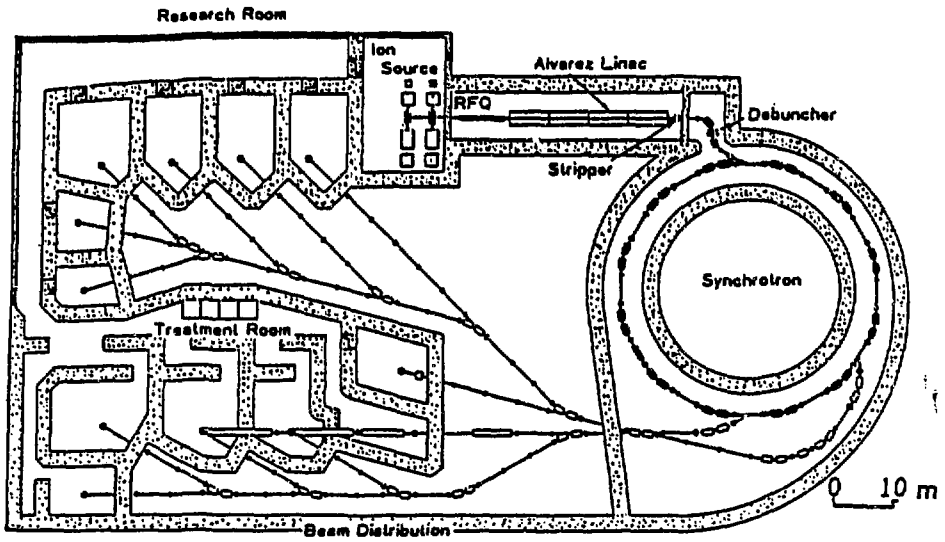 Research Room
Ion
Source
Alvarez Linac
RFQ
Debuncher
Stripper
Synchrotron
Treatment Room
0 10 m
Beam Distribution